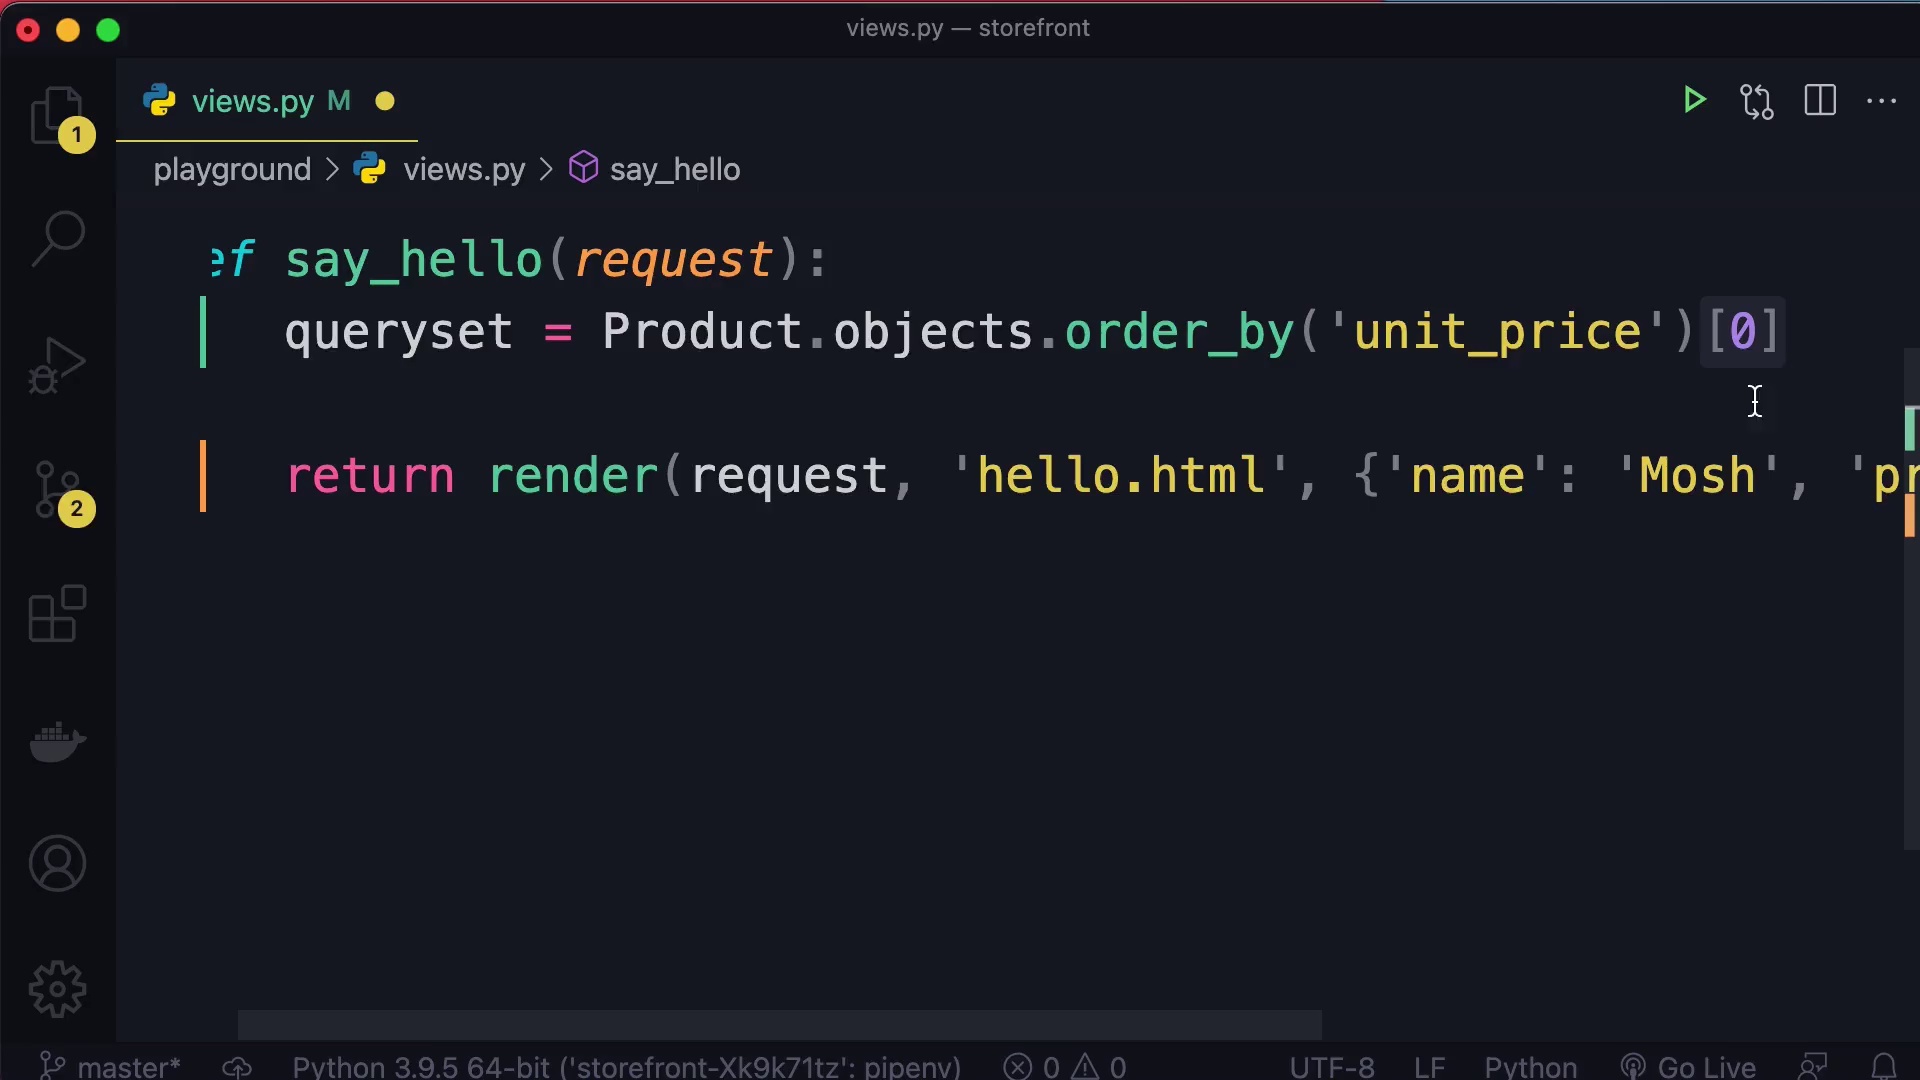 views.py — storefront
views.py M
1
playground > views.py > say_hello
ef say_hello(request):
queryset = Product.objects.order_by('unit_price')[0]
return render(request, 'hello.html', {'name': 'Mosh', 'pr
2
master* Python 3.9.5 64-bit ('storefront-Xk9k71tz': pipenv) 0 0 UTF-8 LF Python Go Live